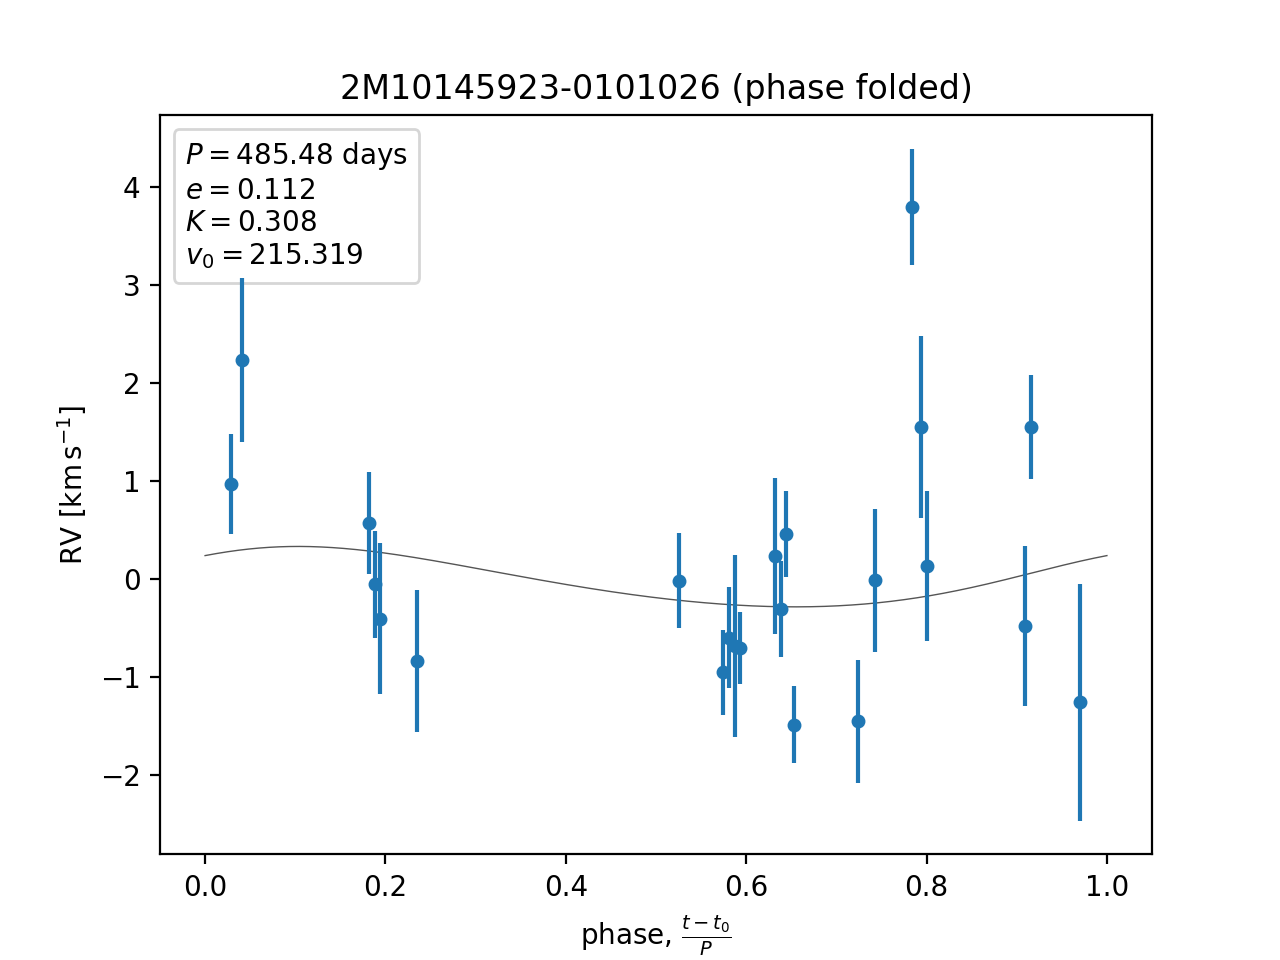 2M10145923-0101026 (phase folded)
P = 485.48 days
e = 0.112
K = 0.308
v₀ = 215.319
4
3
2
1
0
−1
−2
RV [km s⁻¹]
0.0 0.2 0.4 0.6 0.8 1.0
phase, (t − t₀)/P